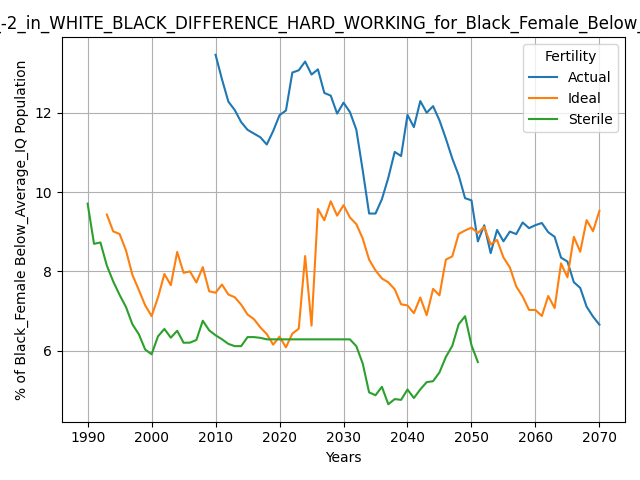 _-2_in_WHITE_BLACK_DIFFERENCE_HARD_WORKING_for_Black_Female_Below_
% of Black_Female Below_Average_IQ Population
Fertility
Actual
Ideal
Sterile
12
10
8
6
1990 2000 2010 2020 2030 2040 2050 2060 2070
Years